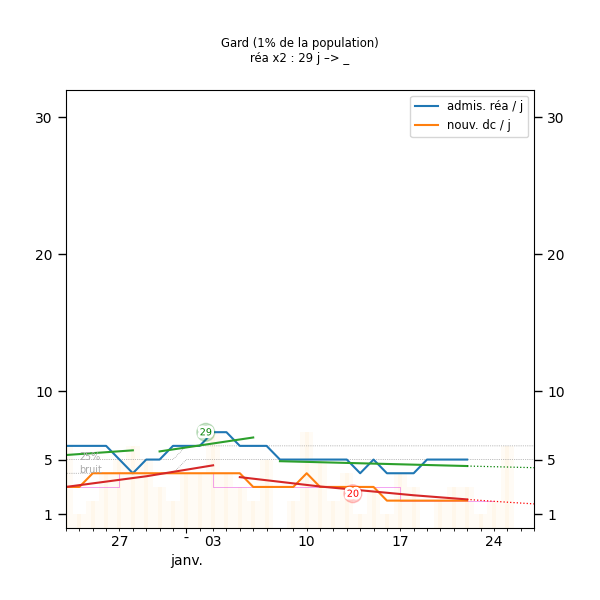 Gard (1% de la population)
réa x2 : 29 j –> _
admis. réa / j
nouv. dc / j
30 30
20 20
10 10
29
25%
5 5
bruit
20
1 1
27 - 03 10 17 24
janv.